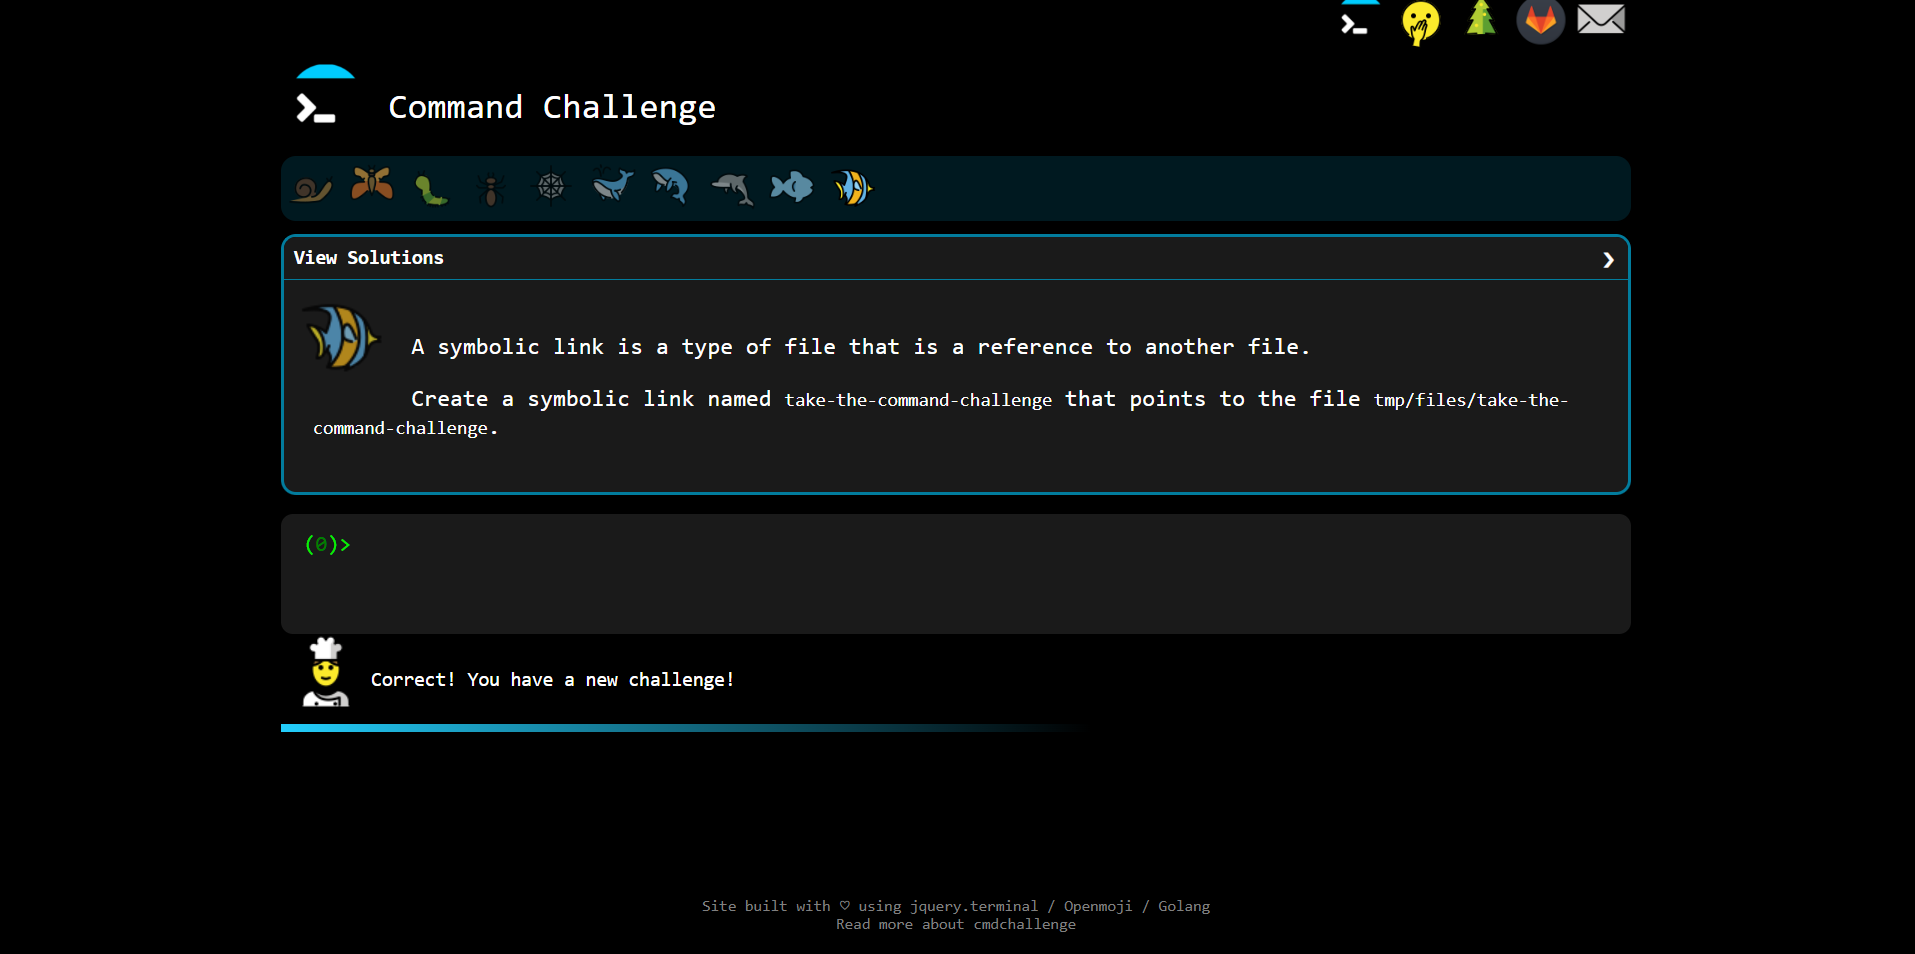 Command Challenge
View Solutions
A symbolic link is a type of file that is a reference to another file.
Create a symbolic link named take-the-command-challenge that points to the file tmp/files/take-the-
command-challenge.
(0)>
Correct! You have a new challenge!
Site built with ♡ using jquery.terminal / Openmoji / Golang
Read more about cmdchallenge